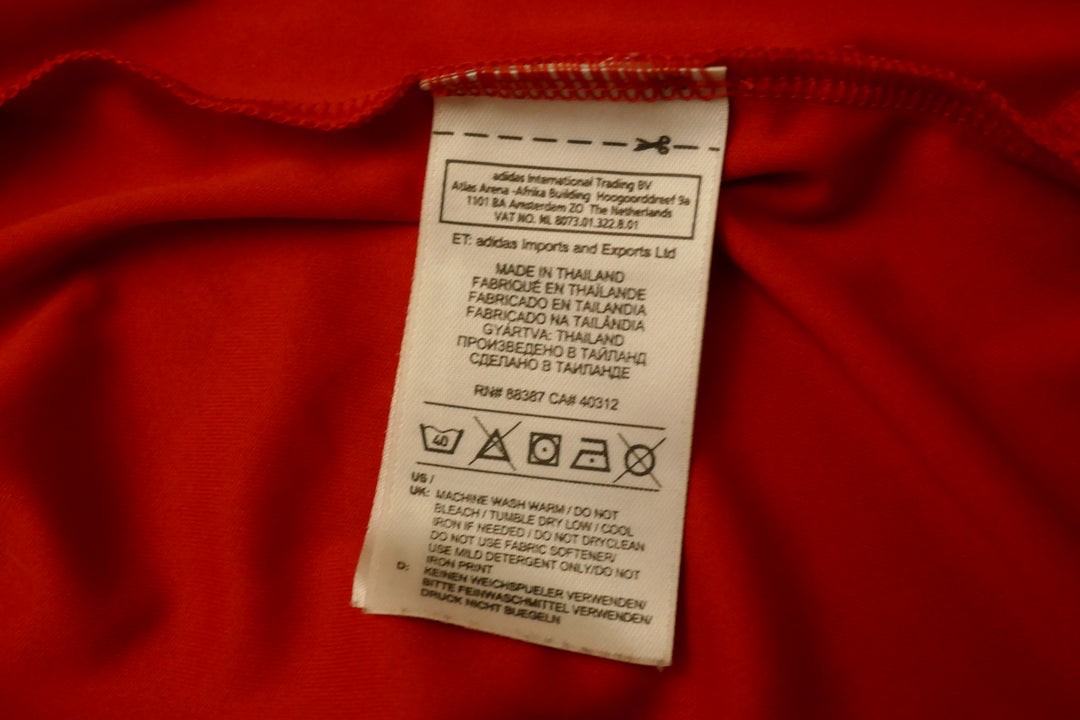 adidas International Trading BV
Atlas Arena -Afrika Building Hoogoorddreef 9a
1101 BA Amsterdam ZO The Netherlands
VAT NO: NL 8073.01.322.B.01
ET: adidas Imports and Exports Ltd
MADE IN THAILAND
FABRIQUÉ EN THAÏLANDE
FABRICADO EN TAILANDIA
FABRICADO NA TAILÂNDIA
GYÁRTVA: THAILAND
ПРОИЗВЕДЕНО В ТАЙЛАНД
СДЕЛАНО В ТАИЛАНДЕ
RN# 88387 CA# 40312
40
US /
UK: MACHINE WASH WARM / DO NOT
BLEACH / TUMBLE DRY LOW / COOL
IRON IF NEEDED / DO NOT DRYCLEAN
DO NOT USE FABRIC SOFTENER/
USE MILD DETERGENT ONLY/DO NOT
IRON PRINT
D: KEINEN WEICHSPUELER VERWENDEN/
BITTE FEINWASCHMITTEL VERWENDEN/
DRUCK NICHT BUEGELN